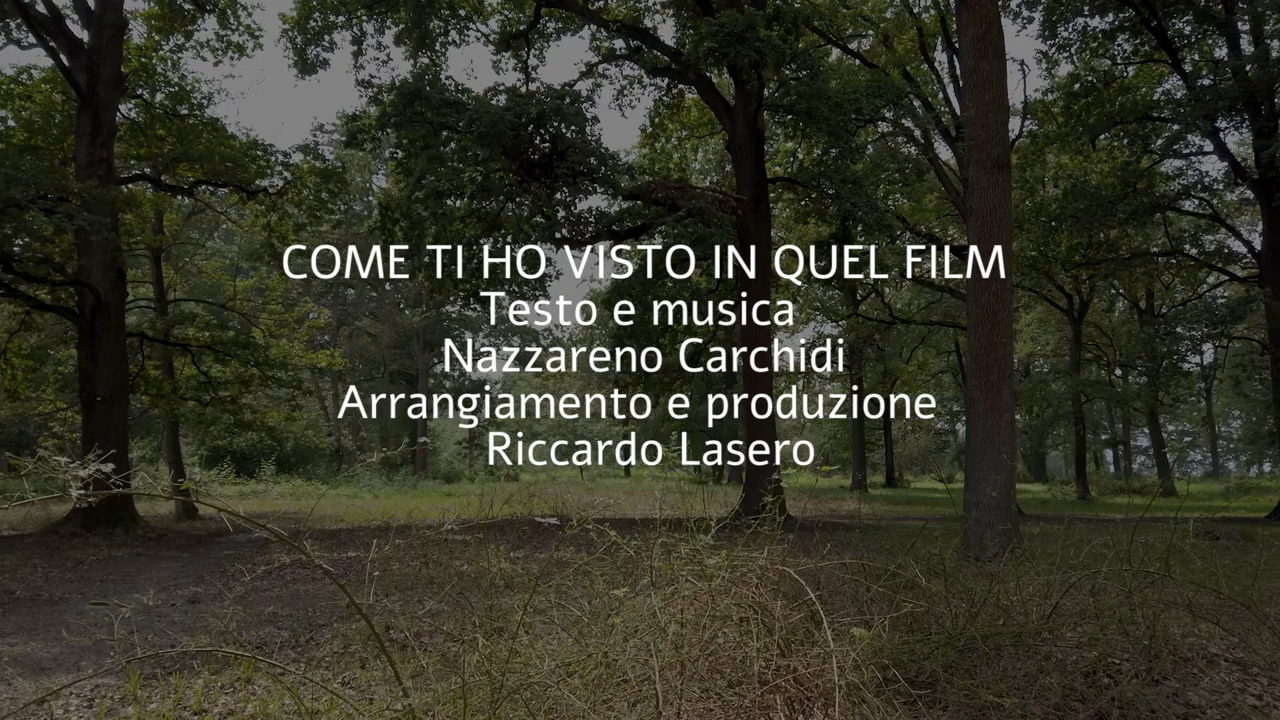 COME TI HO VISTO IN QUEL FILM
Testo e musica
Nazzareno Carchidi
Arrangiamento e produzione
Riccardo Lasero